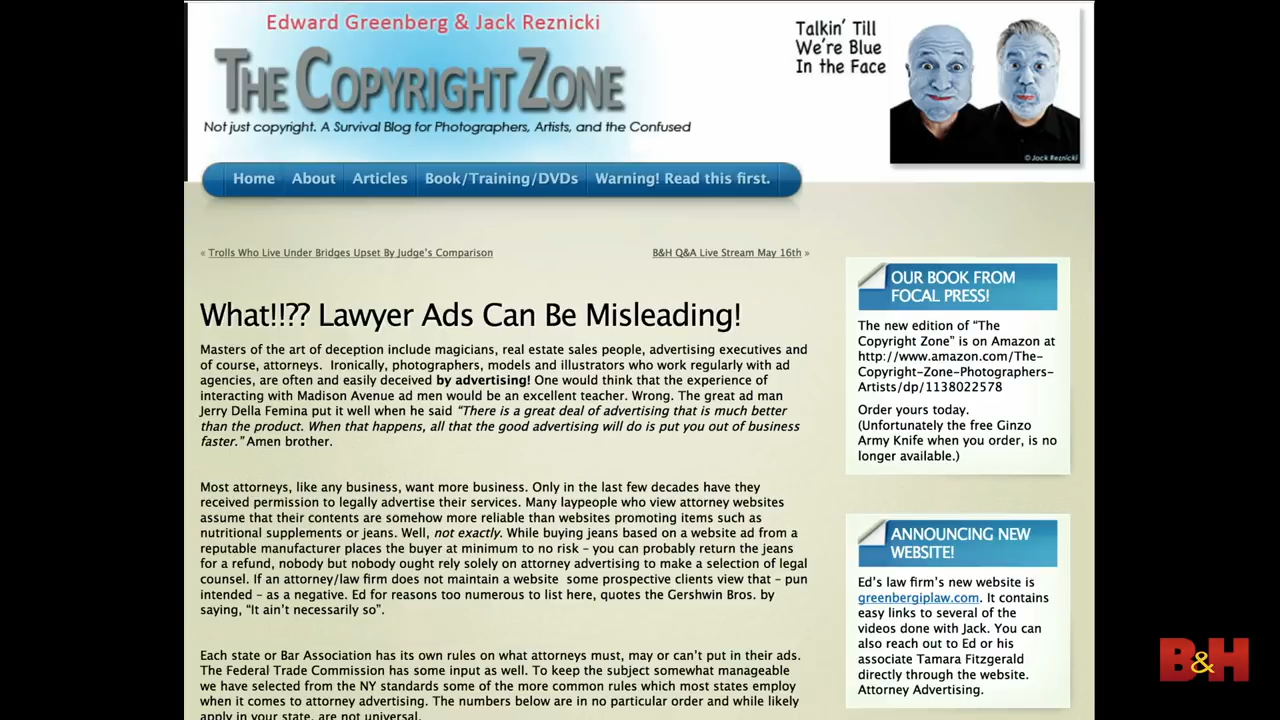 Edward Greenberg & Jack Reznicki
THE COPYRIGHT ZONE
Not just copyright. A Survival Blog for Photographers, Artists, and the Confused
Talkin' Till
We're Blue
In the Face
© Jack Reznicki
Home About Articles Book/Training/DVDs Warning! Read this first.
« Trolls Who Live Under Bridges Upset By Judge's Comparison
B&H Q&A Live Stream May 16th »
What!!?? Lawyer Ads Can Be Misleading!
Masters of the art of deception include magicians, real estate sales people, advertising executives and
of course, attorneys.  Ironically, photographers, models and illustrators who work regularly with ad
agencies, are often and easily deceived by advertising! One would think that the experience of
interacting with Madison Avenue ad men would be an excellent teacher. Wrong. The great ad man
Jerry Della Femina put it well when he said “There is a great deal of advertising that is much better
than the product. When that happens, all that the good advertising will do is put you out of business
faster.” Amen brother.
Most attorneys, like any business, want more business. Only in the last few decades have they
received permission to legally advertise their services. Many laypeople who view attorney websites
assume that their contents are somehow more reliable than websites promoting items such as
nutritional supplements or jeans. Well, not exactly. While buying jeans based on a website ad from a
reputable manufacturer places the buyer at minimum to no risk – you can probably return the jeans
for a refund, nobody but nobody ought rely solely on attorney advertising to make a selection of legal
counsel. If an attorney/law firm does not maintain a website  some prospective clients view that – pun
intended – as a negative. Ed for reasons too numerous to list here, quotes the Gershwin Bros. by
saying, “It ain’t necessarily so”.
Each state or Bar Association has its own rules on what attorneys must, may or can’t put in their ads.
The Federal Trade Commission has some input as well. To keep the subject somewhat manageable
we have selected from the NY standards some of the more common rules which most states employ
when it comes to attorney advertising. The numbers below are in no particular order and while likely
apply in your state, are not universal.
OUR BOOK FROM
FOCAL PRESS!
The new edition of “The
Copyright Zone” is on Amazon at
http://www.amazon.com/The-
Copyright-Zone-Photographers-
Artists/dp/1138022578
Order yours today.
(Unfortunately the free Ginzo
Army Knife when you order, is no
longer available.)
ANNOUNCING NEW
WEBSITE!
Ed’s law firm’s new website is
greenbergiplaw.com. It contains
easy links to several of the
videos done with Jack. You can
also reach out to Ed or his
associate Tamara Fitzgerald
directly through the website.
Attorney Advertising.
B&H